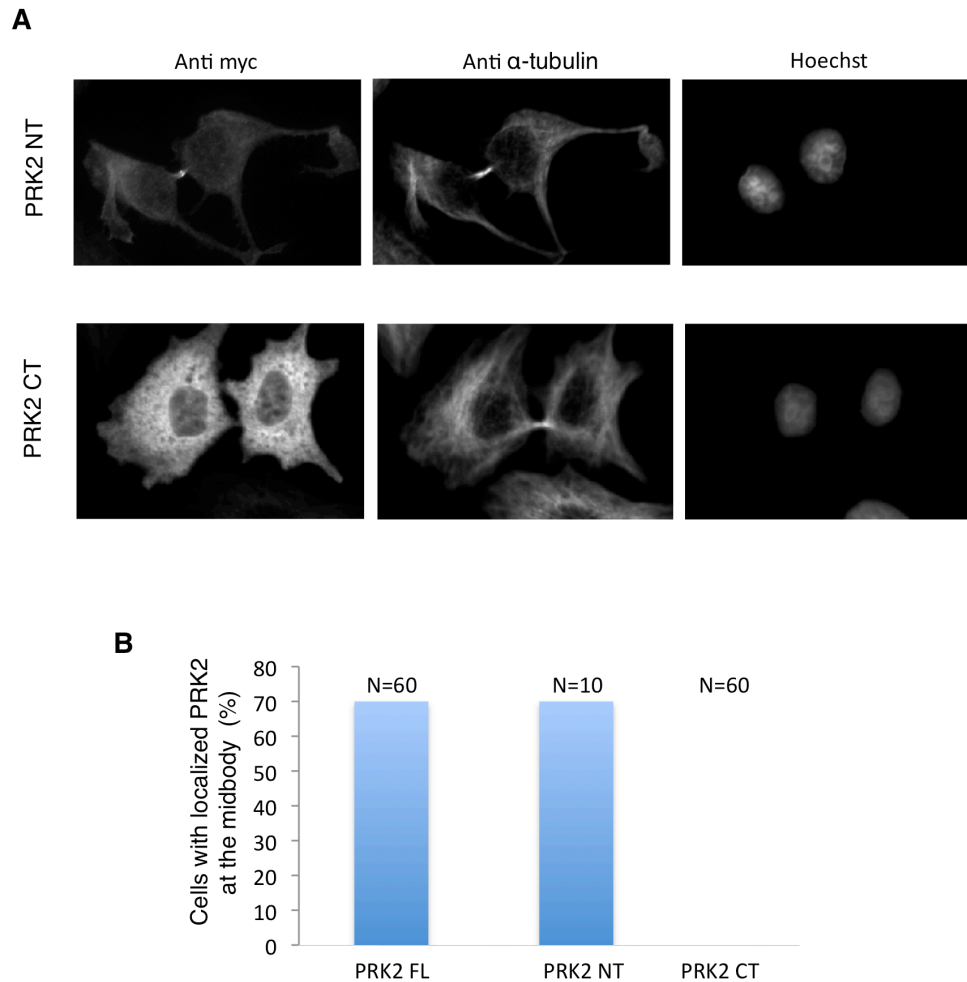 A
Anti myc
Anti α-tubulin
Hoechst
PRK2 NT
PRK2 CT
B
Cells with localized PRK2
at the midbody (%)
80
70
60
50
40
30
20
10
0
N=60
N=10
N=60
PRK2 FL
PRK2 NT
PRK2 CT